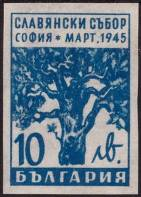 СЛАВЯНСКИ СЪБОР
СОФИЯ * МАРТ, 1945
10 лв.
БЪЛГАРИЯ